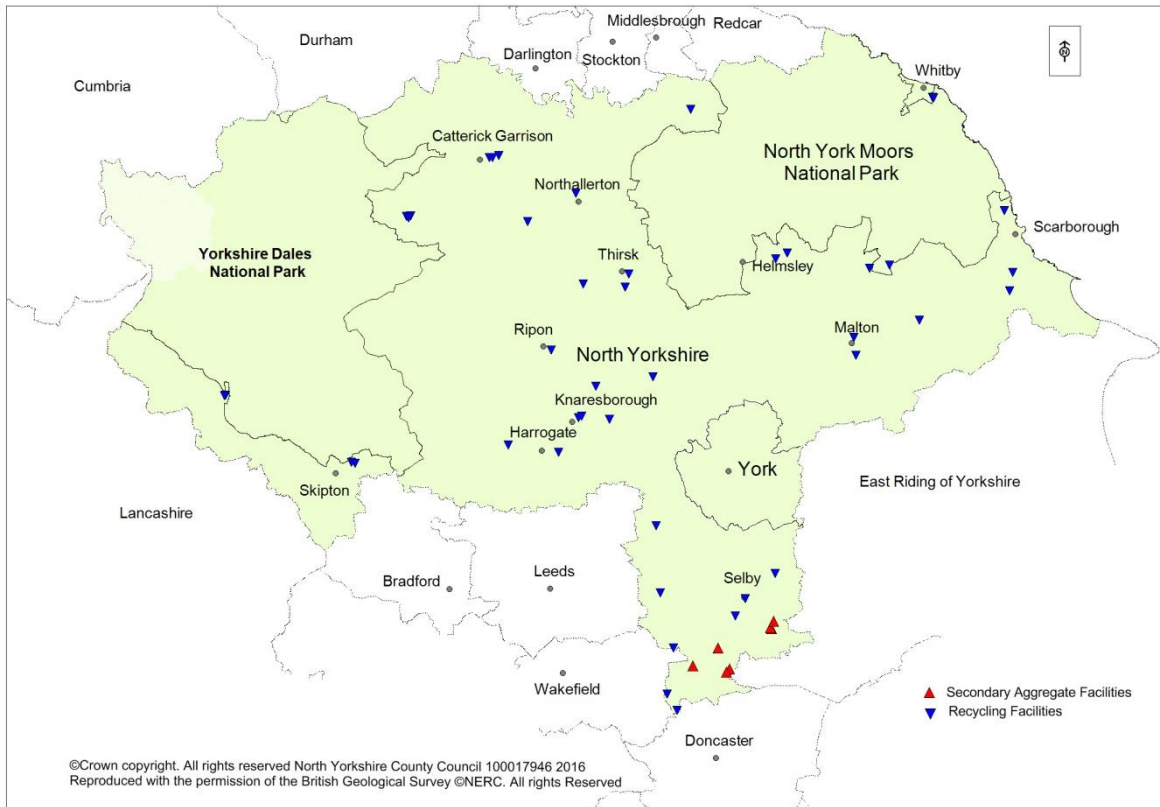 Middlesbrough
Redcar
Durham
Darlington
Stockton
Cumbria
Whitby
N
Catterick Garrison
North York Moors
National Park
Northallerton
Scarborough
Yorkshire Dales
National Park
Thirsk
Helmsley
Ripon
North Yorkshire
Malton
Knaresborough
Harrogate
York
Skipton
East Riding of Yorkshire
Lancashire
Bradford
Leeds
Selby
Wakefield
Secondary Aggregate Facilities
Recycling Facilities
Doncaster
©Crown copyright. All rights reserved North Yorkshire County Council 100017946 2016
Reproduced with the permission of the British Geological Survey ©NERC. All rights Reserved